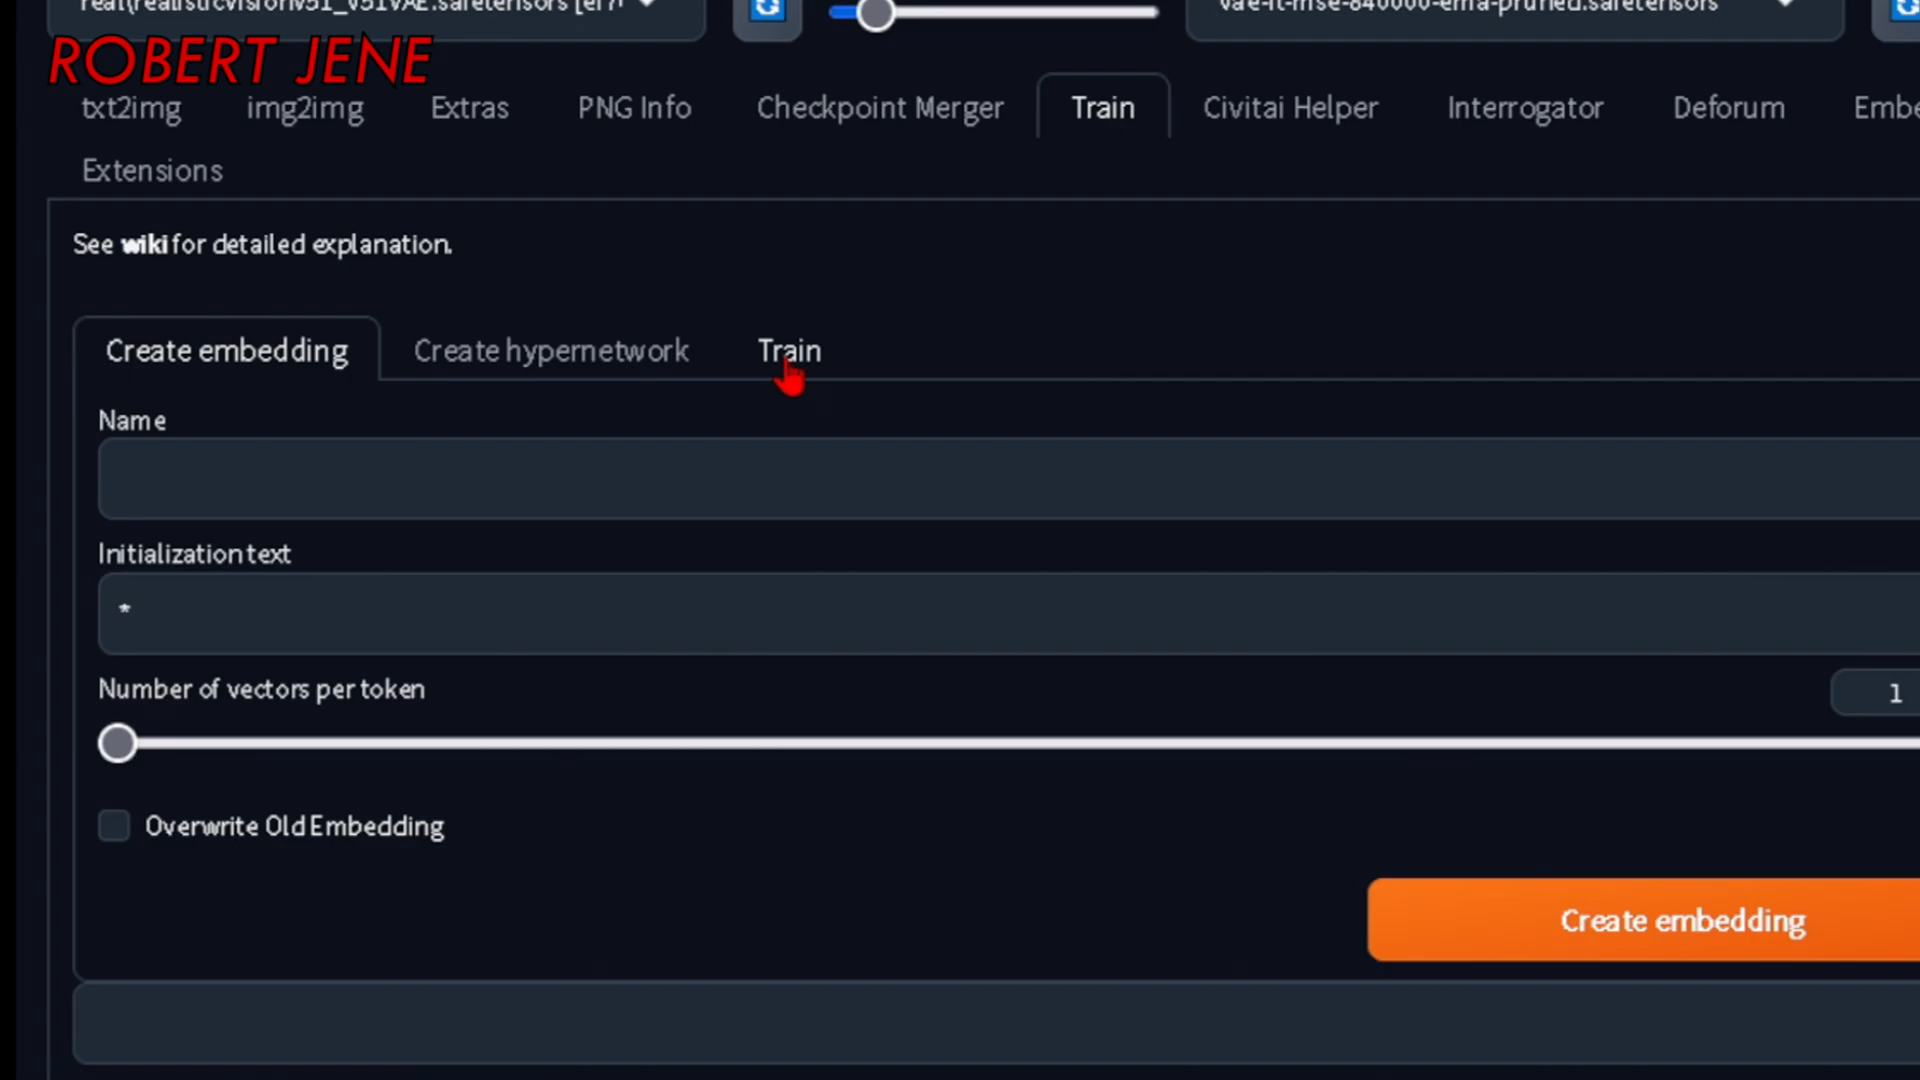 ROBERT JENE
txt2img img2img Extras PNG Info Checkpoint Merger Train Civitai Helper Interrogator Deforum Embe
Extensions
See wiki for detailed explanation.
Create embedding Create hypernetwork Train
Name
Initialization text
*
Number of vectors per token
1
Overwrite Old Embedding
Create embedding